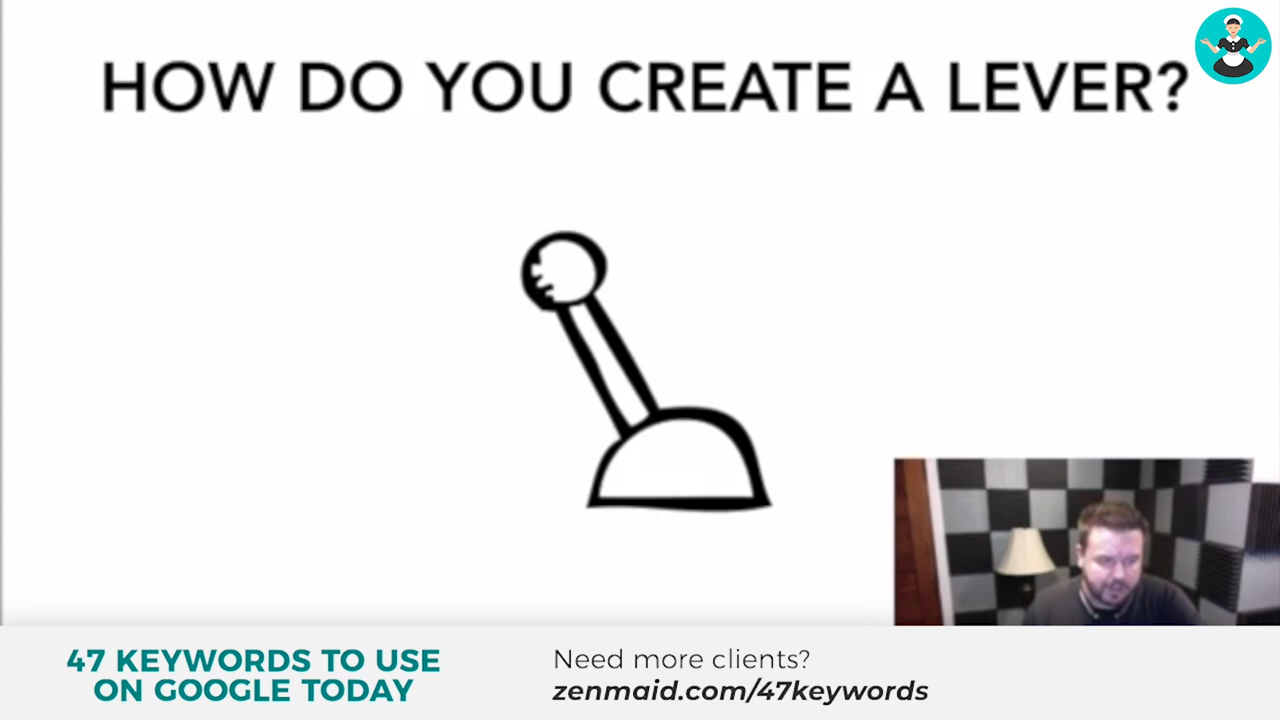 HOW DO YOU CREATE A LEVER?
47 KEYWORDS TO USE
ON GOOGLE TODAY
Need more clients?
zenmaid.com/47keywords